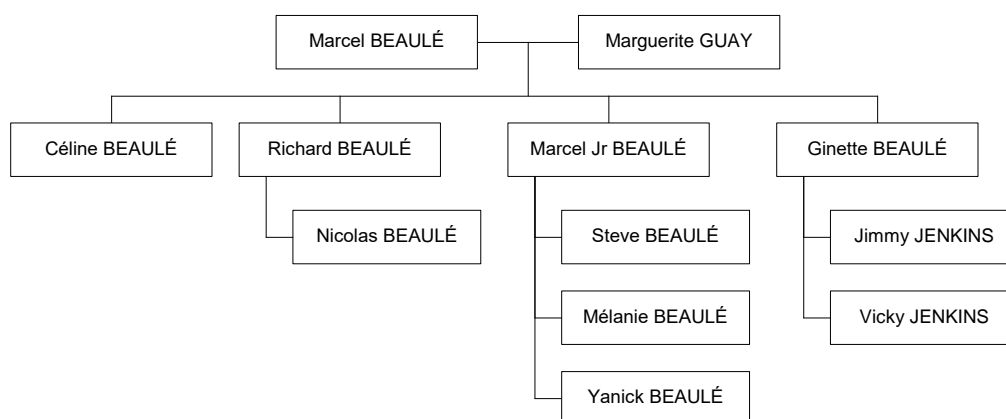 Marcel BEAULÉ
Marguerite GUAY
Céline BEAULÉ
Richard BEAULÉ
Marcel Jr BEAULÉ
Ginette BEAULÉ
Nicolas BEAULÉ
Steve BEAULÉ
Jimmy JENKINS
Mélanie BEAULÉ
Vicky JENKINS
Yanick BEAULÉ